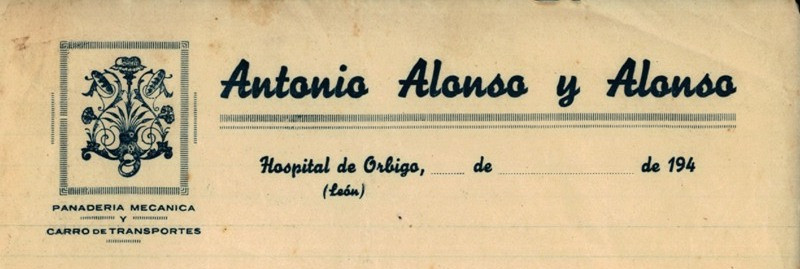 Antonio Alonso y Alonso
Hospital de Orbigo, ...... de ........................ de 194
(León)
PANADERIA MECANICA
Y
CARRO DE TRANSPORTES